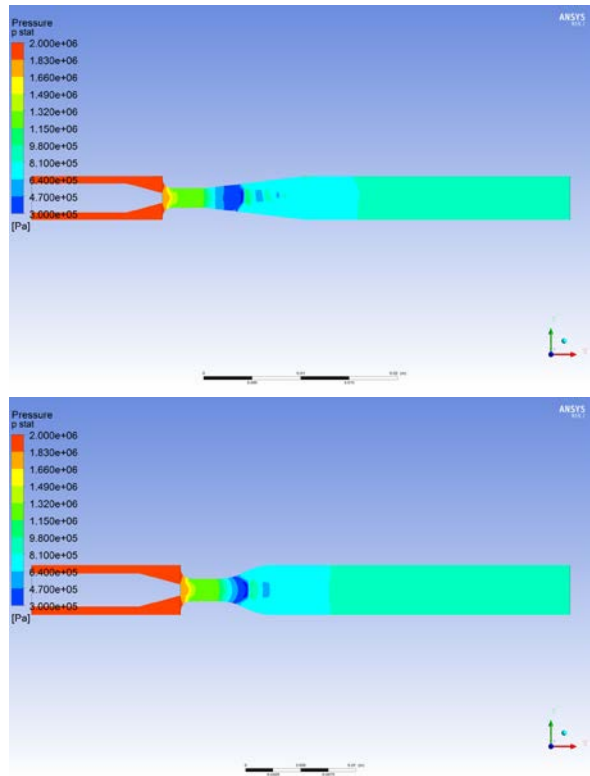 Pressure
p stat
ANSYS
2.000e+06
1.830e+06
1.660e+06
1.490e+06
1.320e+06
1.150e+06
9.800e+05
8.100e+05
6.400e+05
4.700e+05
3.000e+05
[Pa]
Pressure
p stat
ANSYS
2.000e+06
1.830e+06
1.660e+06
1.490e+06
1.320e+06
1.150e+06
9.800e+05
8.100e+05
6.400e+05
4.700e+05
3.000e+05
[Pa]